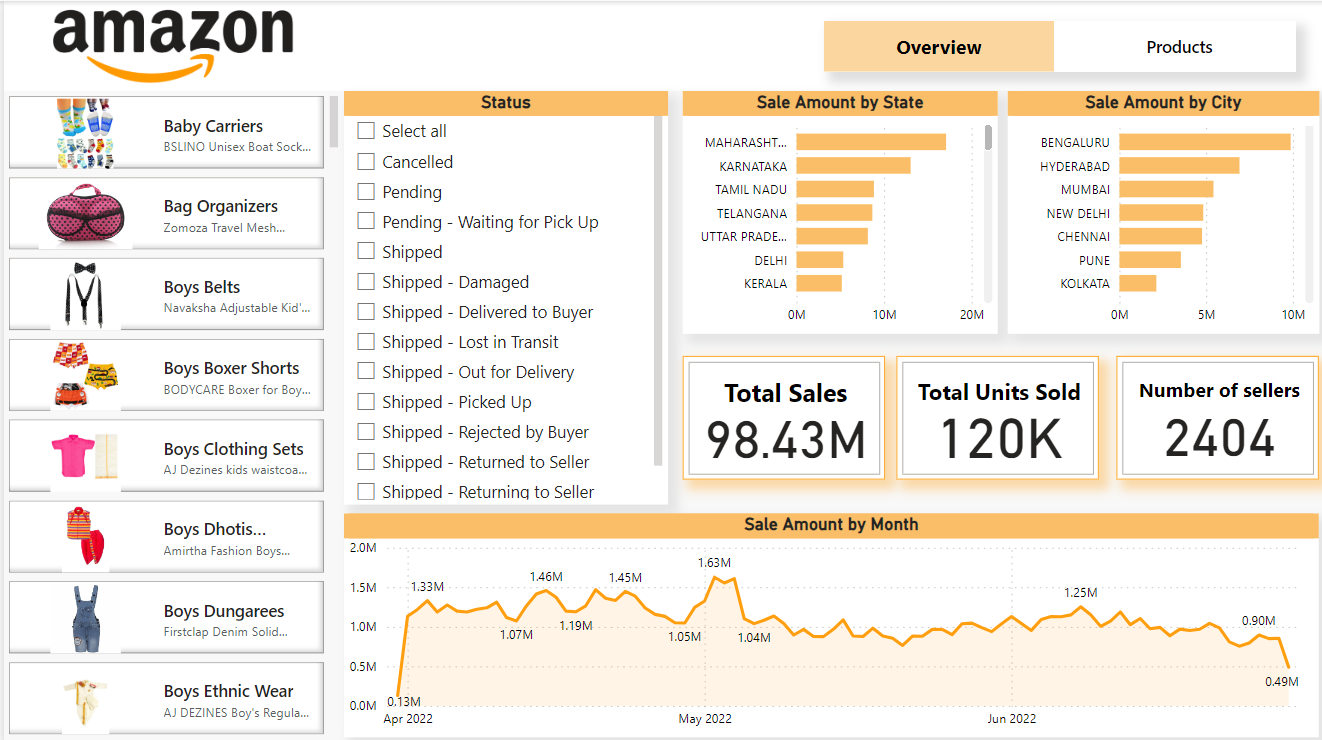 amazon
Overview
Products
Baby Carriers
BSLINO Unisex Boat Sock...
Bag Organizers
Zomoza Travel Mesh...
Boys Belts
Navaksha Adjustable Kid'...
Boys Boxer Shorts
BODYCARE Boxer for Boy...
Boys Clothing Sets
AJ Dezines kids waistcoa...
Boys Dhotis...
Amirtha Fashion Boys...
Boys Dungarees
Firstclap Denim Solid...
Boys Ethnic Wear
AJ DEZINES Boy's Regula...
Status
Select all
Cancelled
Pending
Pending - Waiting for Pick Up
Shipped
Shipped - Damaged
Shipped - Delivered to Buyer
Shipped - Lost in Transit
Shipped - Out for Delivery
Shipped - Picked Up
Shipped - Rejected by Buyer
Shipped - Returned to Seller
Shipped - Returning to Seller
Sale Amount by State
MAHARASHT...
KARNATAKA
TAMIL NADU
TELANGANA
UTTAR PRADE...
DELHI
KERALA
0M 10M 20M
Sale Amount by City
BENGALURU
HYDERABAD
MUMBAI
NEW DELHI
CHENNAI
PUNE
KOLKATA
0M 5M 10M
Total Sales
98.43M
Total Units Sold
120K
Number of sellers
2404
Sale Amount by Month
2.0M
1.5M
1.0M
0.5M
0.0M
0.13M
1.33M
1.07M
1.46M
1.19M
1.45M
1.05M
1.63M
1.04M
1.25M
0.90M
0.49M
Apr 2022 May 2022 Jun 2022